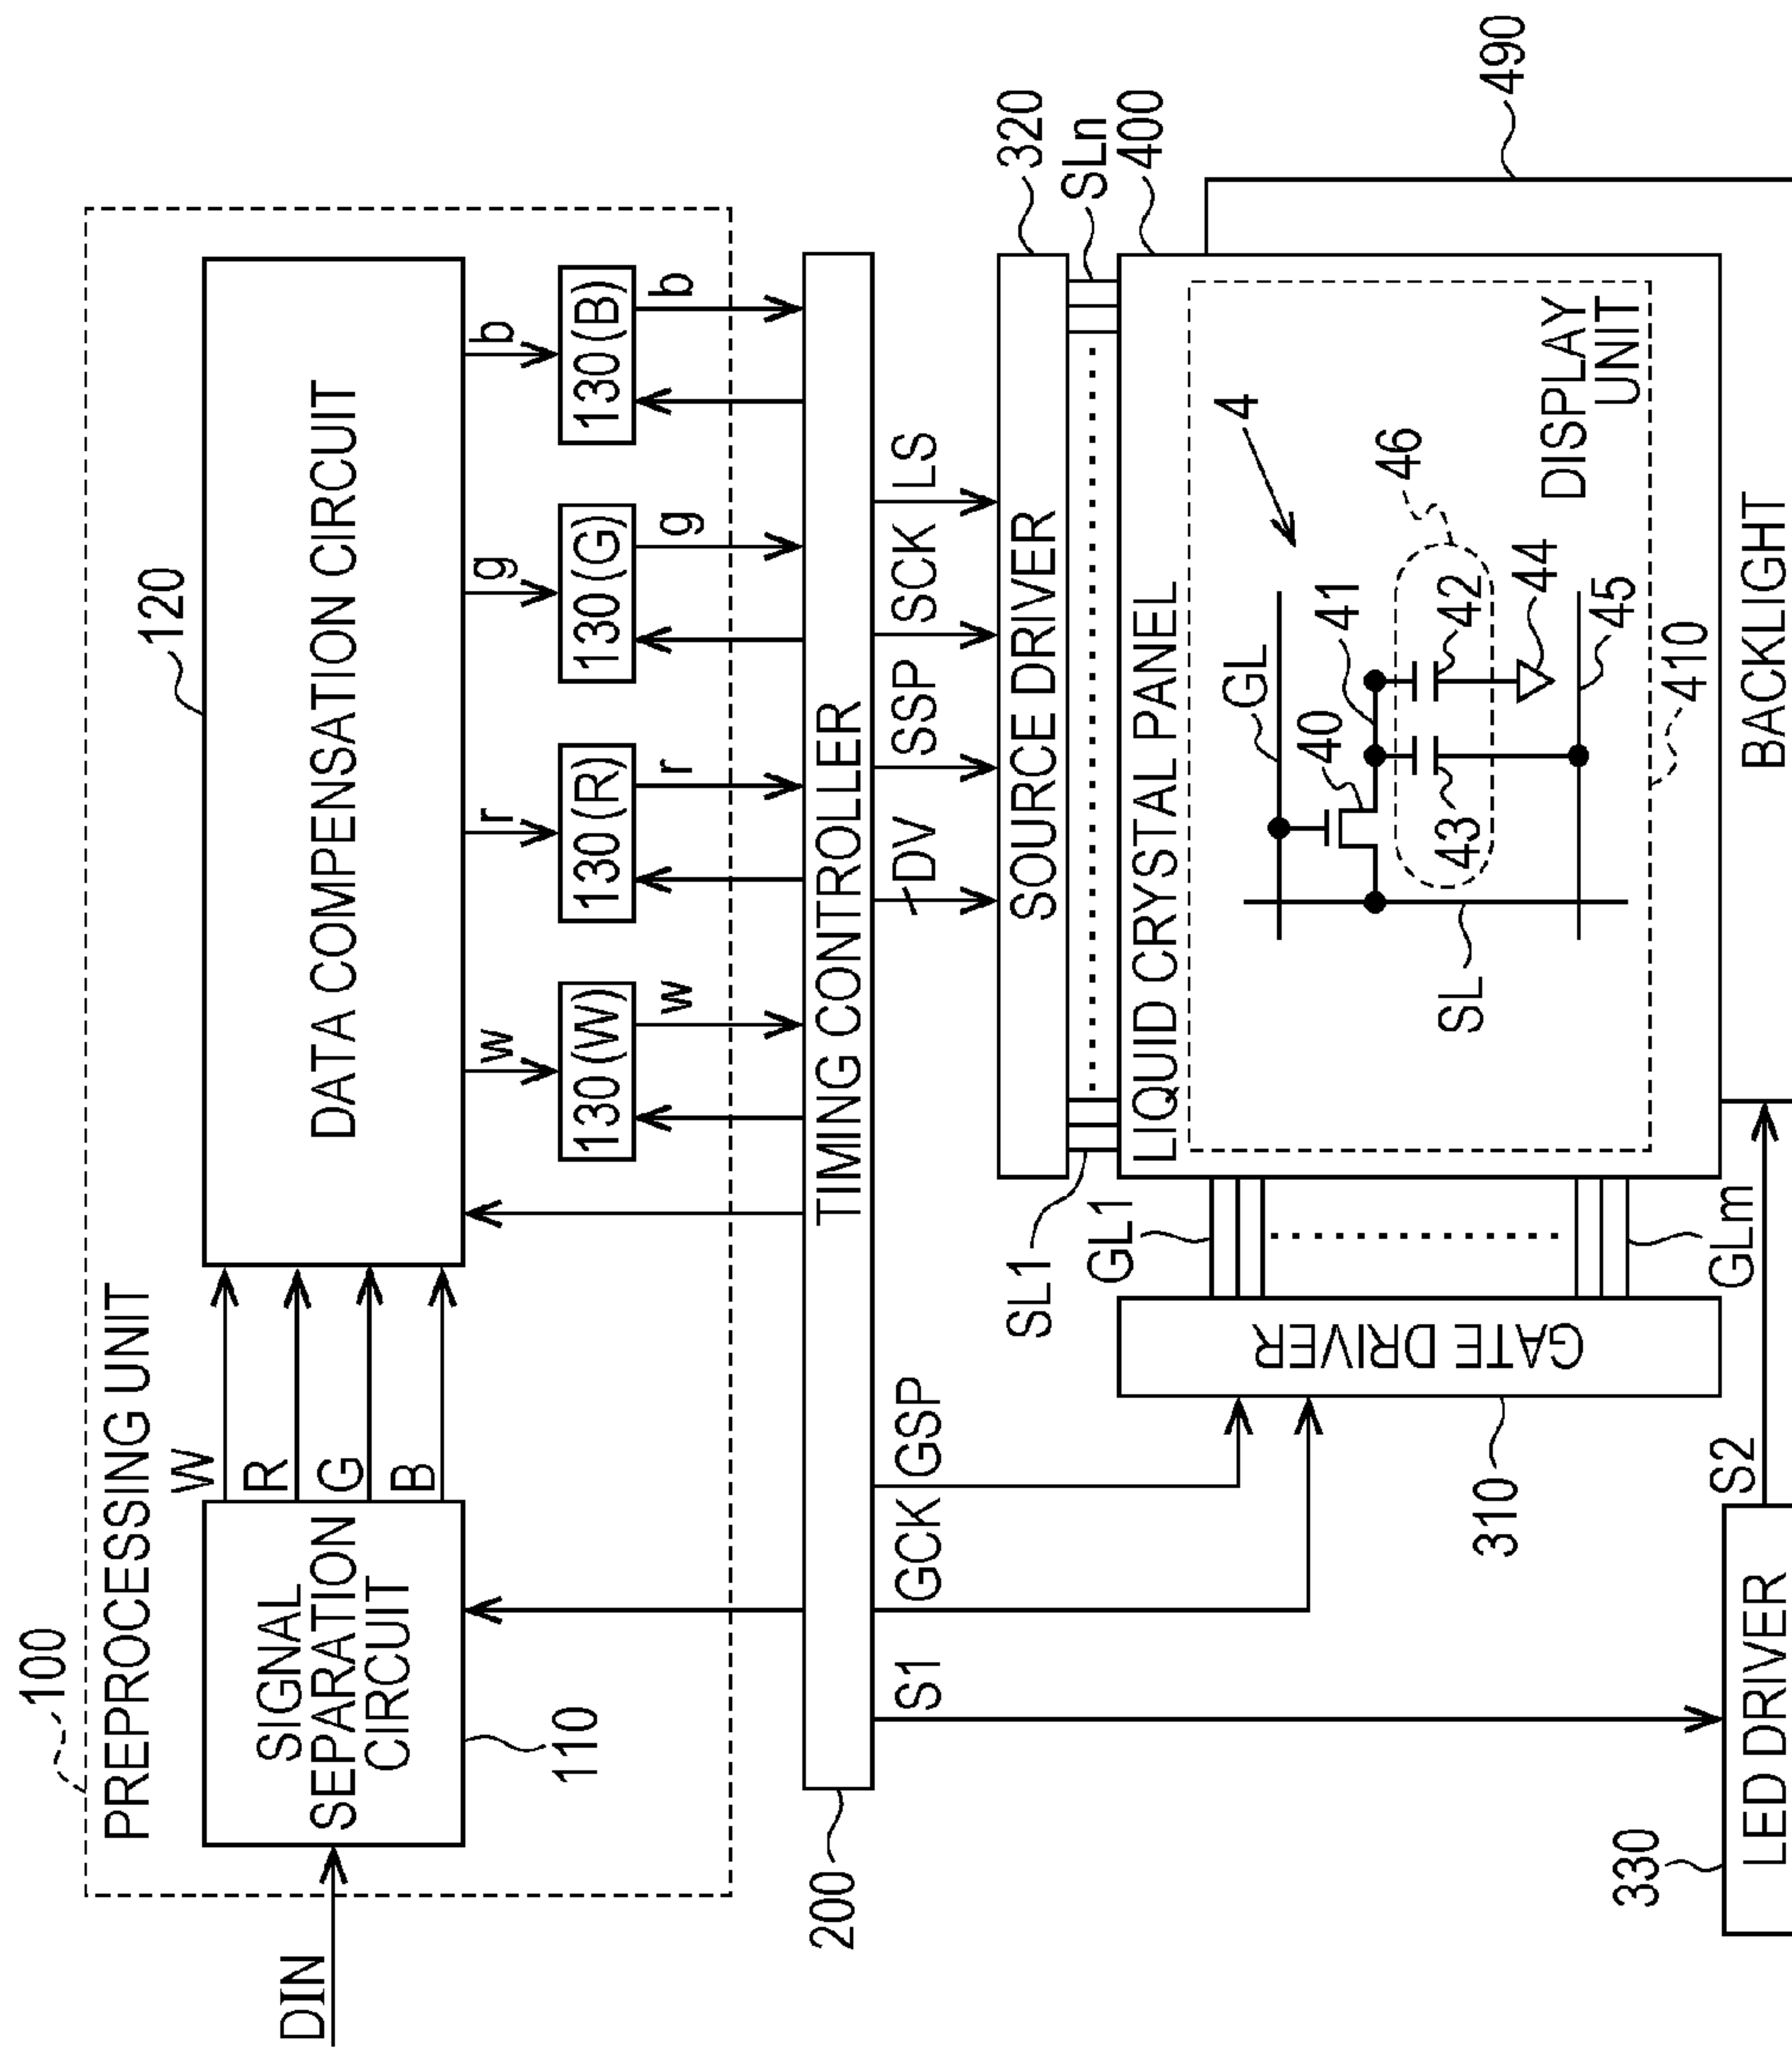 100
PREPROCESSING UNIT
120
DIN
SIGNAL
SEPARATION
CIRCUIT
110
W
R
G
B
DATA COMPENSATION CIRCUIT
w
r
g
b
130 (W)
130 (R)
130 (G)
130 (B)
w
r
g
b
200
TIMING CONTROLLER
S1
GCK
GSP
DV
SSP
SCK
LS
SOURCE DRIVER
320
SL1
SLn
400
GL1
LIQUID CRYSTAL PANEL
GATE DRIVER
310
GLm
GL
4
40
41
46
43
42
44
45
SL
DISPLAY
UNIT
410
490
330
LED DRIVER
S2
BACKLIGHT